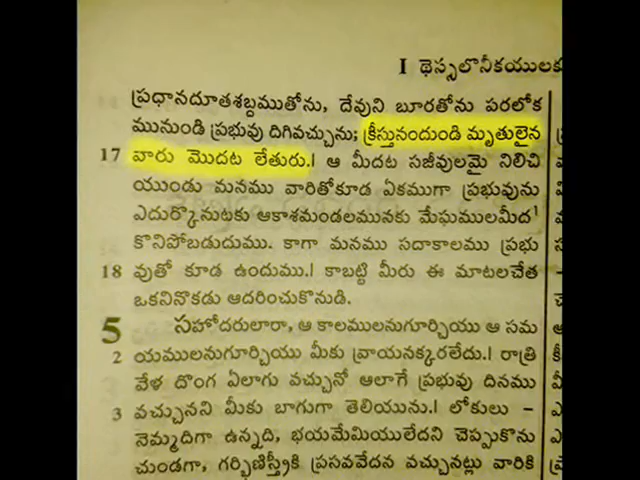 I థెస్సలొనీకయులకు
ప్రధానదూతశబ్దముతోను, దేవుని బూరతోను పరలోక
మునుండి ప్రభువు దిగివచ్చును; క్రీస్తునందుండి మృతులైన
17 వారు మొదట లేతురు.| ఆ మీదట సజీవులమై నిలిచి
యుండు మనము వారితోకూడ ఏకముగా ప్రభువును
ఎదుర్కొనుటకు ఆకాశమండలమునకు మేఘములమీద¹
కొనిపోబడుదుము. కాగా మనము సదాకాలము ప్రభు
18 వుతో కూడ ఉందుము.| కాబట్టి మీరు ఈ మాటలచేత
ఒకనినొకడు ఆదరించుకొనుడి.
5 సహోదరులారా, ఆ కాలములనుగూర్చియు ఆ సమ
2 యములనుగూర్చియు మీకు వ్రాయనక్కరలేదు.| రాత్రి
వేళ దొంగ ఏలాగు వచ్చునో ఆలాగే ప్రభువు దినము
3 వచ్చునని మీకు బాగుగా తెలియును.| లోకులు –
నెమ్మదిగా ఉన్నది, భయమేమియులేదని చెప్పుకొను
చుండగా, గర్భిణిస్త్రీకి ప్రసవవేదన వచ్చునట్లు వారికి